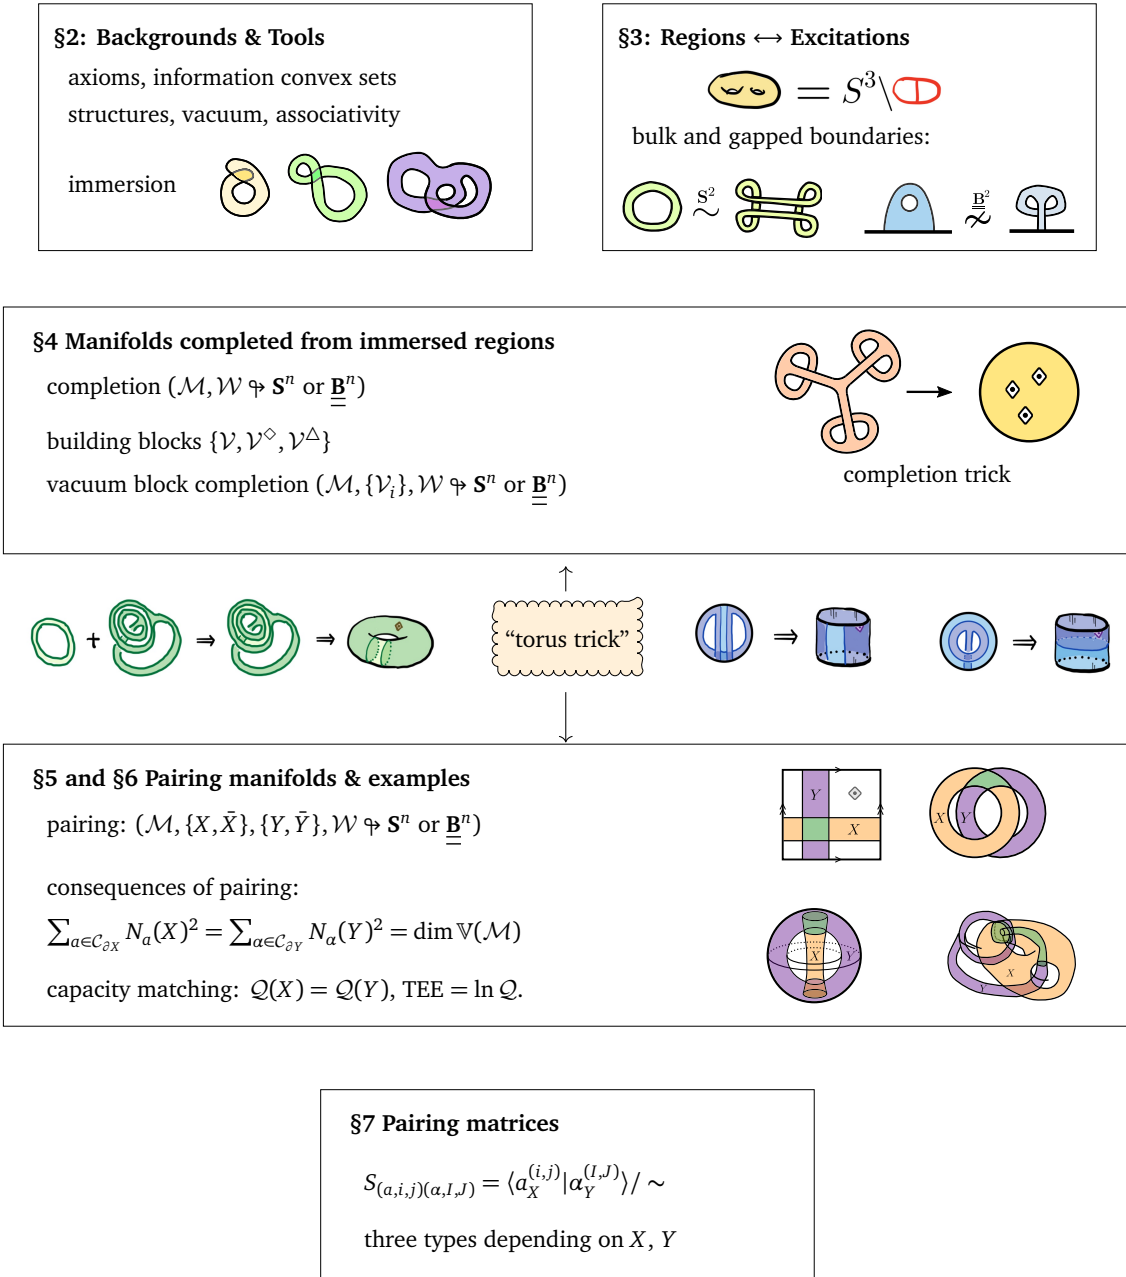 §2: Backgrounds & Tools
axioms, information convex sets
structures, vacuum, associativity
immersion
§3: Regions ↔ Excitations
= S³\
bulk and gapped boundaries:
S² ∼
B² ≁
§4 Manifolds completed from immersed regions
completion (ℳ, 𝒲 ↬ Sⁿ or B̳ⁿ)
building blocks {𝒱, 𝒱^◇, 𝒱^△}
vacuum block completion (ℳ, {𝒱ᵢ}, 𝒲 ↬ Sⁿ or B̳ⁿ)
completion trick
+ ⇒ ⇒
“torus trick”
⇒
⇒
§5 and §6 Pairing manifolds & examples
pairing: (ℳ, {X, X̄}, {Y, Ȳ}, 𝒲 ↬ Sⁿ or B̳ⁿ)
consequences of pairing:
∑_{a∈𝒞_{∂X}} N_a(X)² = ∑_{α∈𝒞_{∂Y}} N_α(Y)² = dim 𝕍(ℳ)
capacity matching: 𝒬(X) = 𝒬(Y), TEE = ln 𝒬.
Y
X
X Y
X Y
X
Y
§7 Pairing matrices
S_{(a,i,j)(α,I,J)} = ⟨a_X^{(i,j)}|α_Y^{(I,J)}⟩/ ∼
three types depending on X, Y